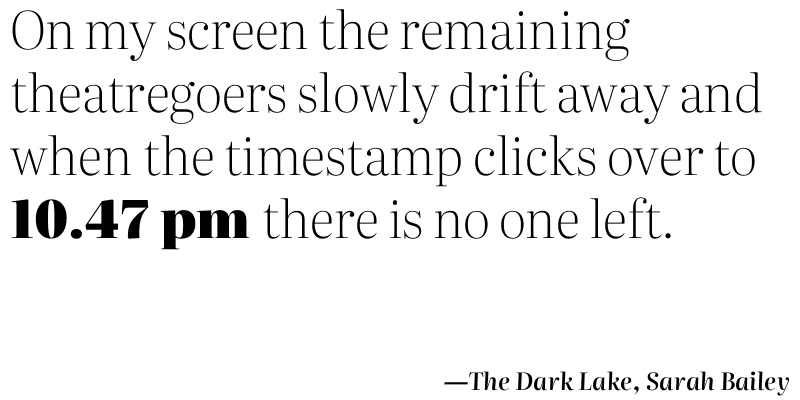 On my screen the remaining
theatregoers slowly drift away and
when the timestamp clicks over to
10.47 pm there is no one left.
—The Dark Lake, Sarah Bailey